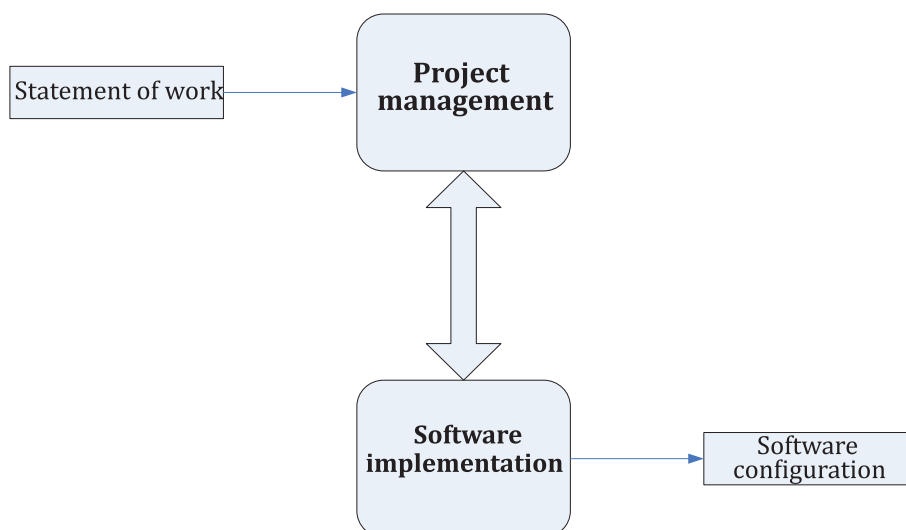 Project
management
Statement of work
Software
implementation
Software
configuration